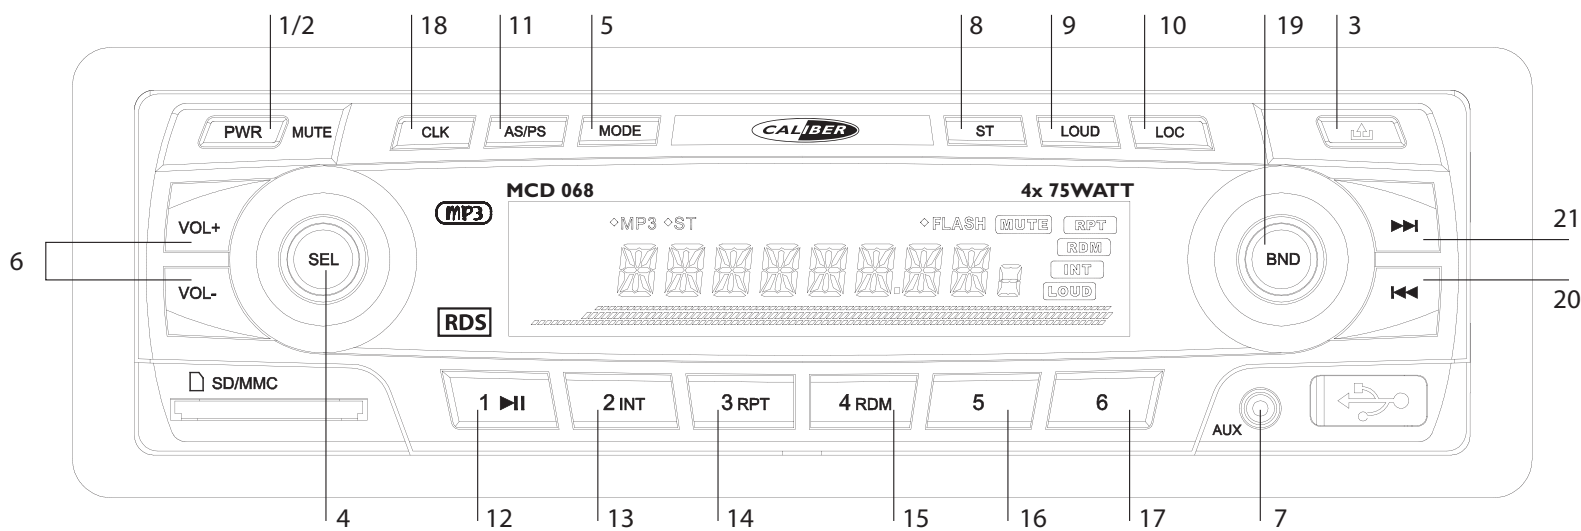 1/2 18 11 5 8 9 10 19 3
PWR MUTE CLK AS/PS MODE CALIBER ST LOUD LOC
MCD 068 4x 75WATT
MP3
MP3 ST FLASH MUTE RPT
RDM
INT
LOUD
VOL+
VOL-
6
SEL
BND
21
20
RDS
SD/MMC
1 2 INT 3 RPT 4 RDM 5 6
AUX
4 12 13 14 15 16 17 7